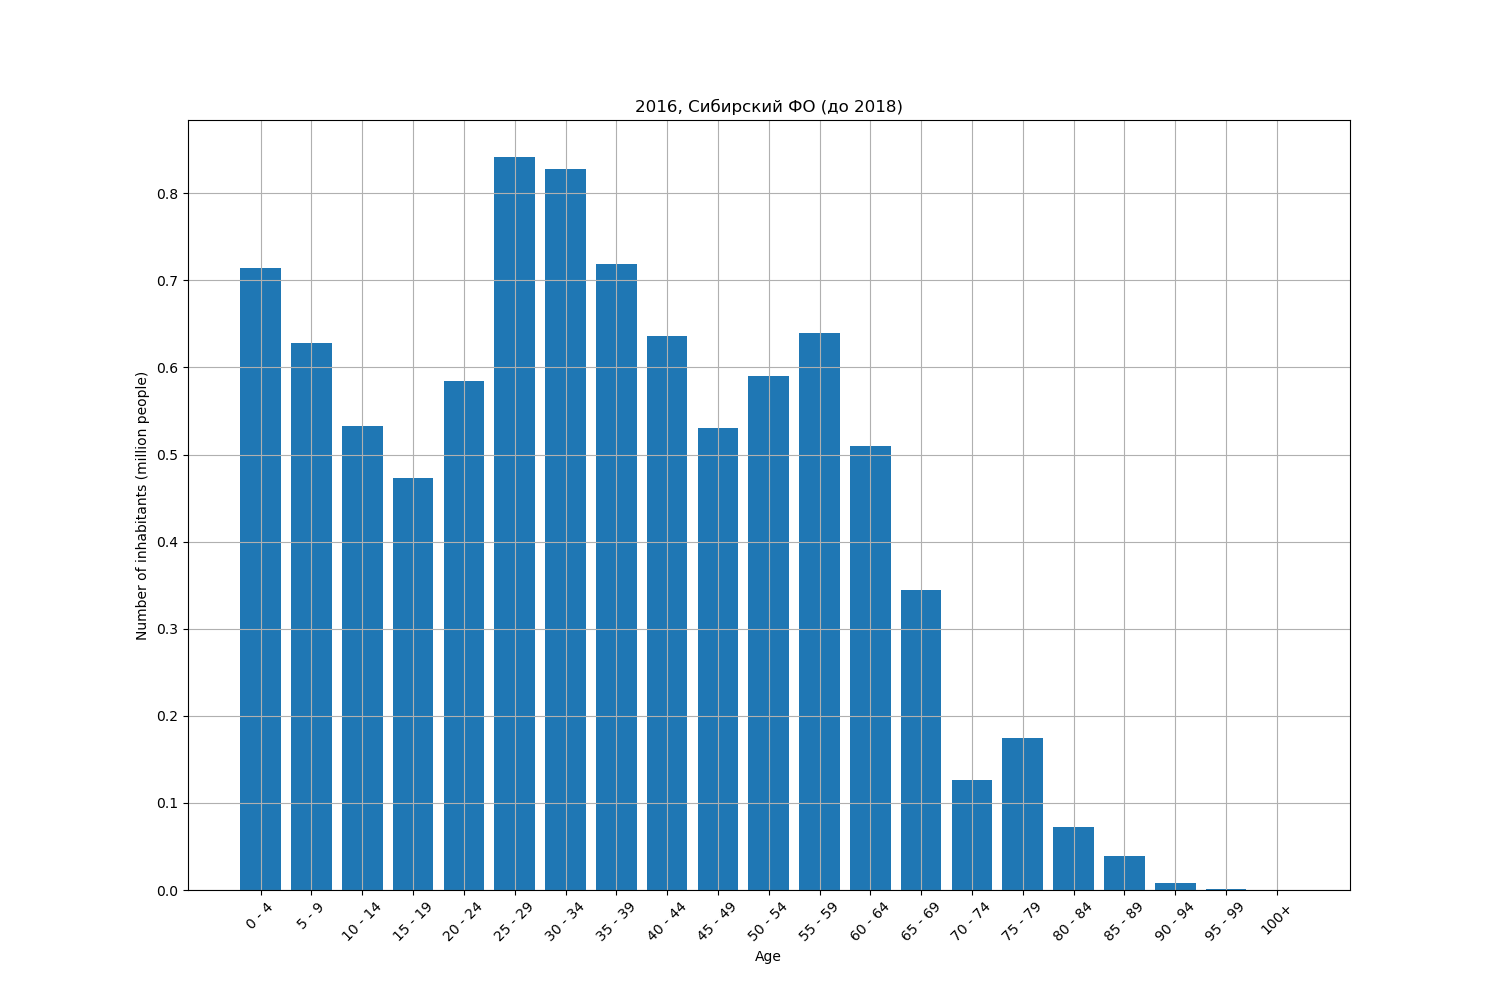 2016, Сибирский ФО (до 2018)
Number of inhabitants (million people)
0.8
0.7
0.6
0.5
0.4
0.3
0.2
0.1
0.0
0 - 4
5 - 9
10 - 14
15 - 19
20 - 24
25 - 29
30 - 34
35 - 39
40 - 44
45 - 49
50 - 54
55 - 59
60 - 64
65 - 69
70 - 74
75 - 79
80 - 84
85 - 89
90 - 94
95 - 99
100+
Age